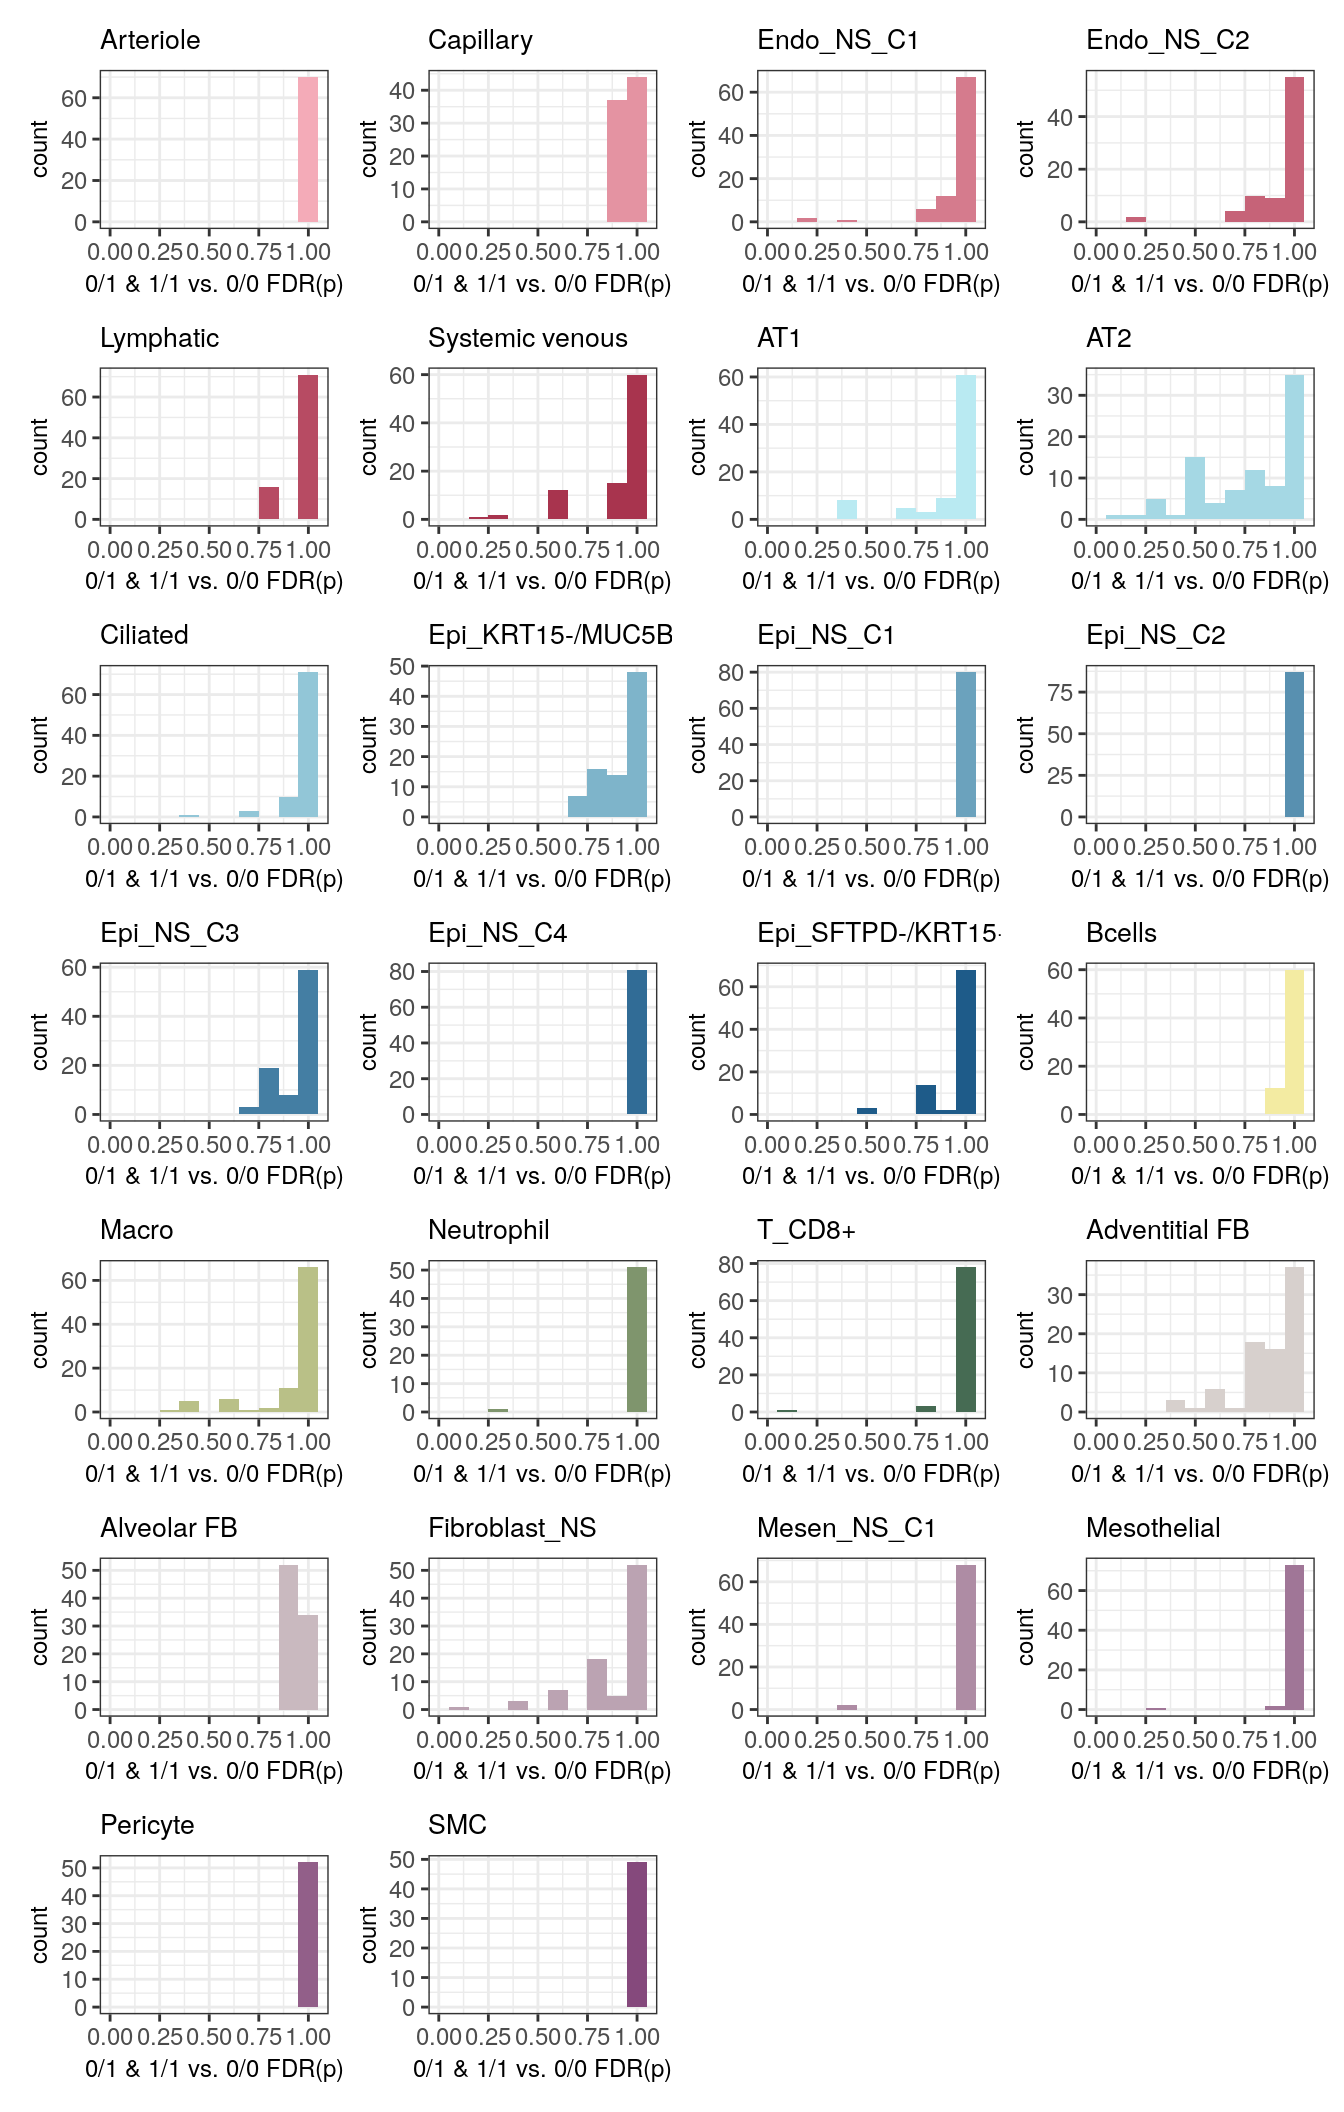 Arteriole Capillary Endo_NS_C1 Endo_NS_C2
count 60 40 20 0 count 40 30 20 10 0 count 60 40 20 0 count 40 20 0
0.00 0.25 0.50 0.75 1.00 0.00 0.25 0.50 0.75 1.00 0.00 0.25 0.50 0.75 1.00 0.00 0.25 0.50 0.75 1.00
0/1 & 1/1 vs. 0/0 FDR(p) 0/1 & 1/1 vs. 0/0 FDR(p) 0/1 & 1/1 vs. 0/0 FDR(p) 0/1 & 1/1 vs. 0/0 FDR(p)
Lymphatic Systemic venous AT1 AT2
count 60 40 20 0 count 60 40 20 0 count 60 40 20 0 count 30 20 10 0
0.00 0.25 0.50 0.75 1.00 0.00 0.25 0.50 0.75 1.00 0.00 0.25 0.50 0.75 1.00 0.00 0.25 0.50 0.75 1.00
0/1 & 1/1 vs. 0/0 FDR(p) 0/1 & 1/1 vs. 0/0 FDR(p) 0/1 & 1/1 vs. 0/0 FDR(p) 0/1 & 1/1 vs. 0/0 FDR(p)
Ciliated Epi_KRT15-/MUC5B Epi_NS_C1 Epi_NS_C2
count 60 40 20 0 count 50 40 30 20 10 0 count 80 60 40 20 0 count 75 50 25 0
0.00 0.25 0.50 0.75 1.00 0.00 0.25 0.50 0.75 1.00 0.00 0.25 0.50 0.75 1.00 0.00 0.25 0.50 0.75 1.00
0/1 & 1/1 vs. 0/0 FDR(p) 0/1 & 1/1 vs. 0/0 FDR(p) 0/1 & 1/1 vs. 0/0 FDR(p) 0/1 & 1/1 vs. 0/0 FDR(p)
Epi_NS_C3 Epi_NS_C4 Epi_SFTPD-/KRT15- Bcells
count 60 40 20 0 count 80 60 40 20 0 count 60 40 20 0 count 60 40 20 0
0.00 0.25 0.50 0.75 1.00 0.00 0.25 0.50 0.75 1.00 0.00 0.25 0.50 0.75 1.00 0.00 0.25 0.50 0.75 1.00
0/1 & 1/1 vs. 0/0 FDR(p) 0/1 & 1/1 vs. 0/0 FDR(p) 0/1 & 1/1 vs. 0/0 FDR(p) 0/1 & 1/1 vs. 0/0 FDR(p)
Macro Neutrophil T_CD8+ Adventitial FB
count 60 40 20 0 count 50 40 30 20 10 0 count 80 60 40 20 0 count 30 20 10 0
0.00 0.25 0.50 0.75 1.00 0.00 0.25 0.50 0.75 1.00 0.00 0.25 0.50 0.75 1.00 0.00 0.25 0.50 0.75 1.00
0/1 & 1/1 vs. 0/0 FDR(p) 0/1 & 1/1 vs. 0/0 FDR(p) 0/1 & 1/1 vs. 0/0 FDR(p) 0/1 & 1/1 vs. 0/0 FDR(p)
Alveolar FB Fibroblast_NS Mesen_NS_C1 Mesothelial
count 50 40 30 20 10 0 count 50 40 30 20 10 0 count 60 40 20 0 count 60 40 20 0
0.00 0.25 0.50 0.75 1.00 0.00 0.25 0.50 0.75 1.00 0.00 0.25 0.50 0.75 1.00 0.00 0.25 0.50 0.75 1.00
0/1 & 1/1 vs. 0/0 FDR(p) 0/1 & 1/1 vs. 0/0 FDR(p) 0/1 & 1/1 vs. 0/0 FDR(p) 0/1 & 1/1 vs. 0/0 FDR(p)
Pericyte SMC
count 50 40 30 20 10 0 count 50 40 30 20 10 0
0.00 0.25 0.50 0.75 1.00 0.00 0.25 0.50 0.75 1.00
0/1 & 1/1 vs. 0/0 FDR(p) 0/1 & 1/1 vs. 0/0 FDR(p)